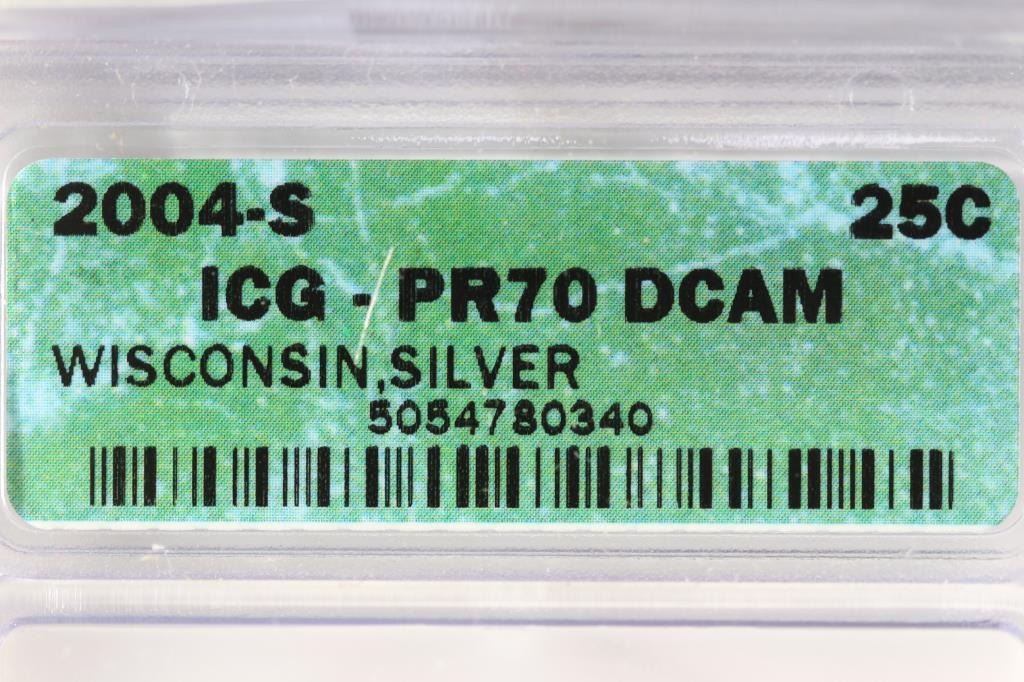 2004-S 25C
ICG - PR70 DCAM
WISCONSIN,SILVER
5054780340